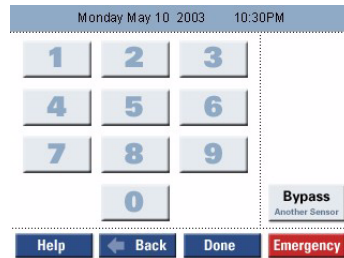 Monday May 10 2003 10:30PM
1 2 3
4 5 6
7 8 9
0
Bypass
Another Sensor
Help Back Done Emergency